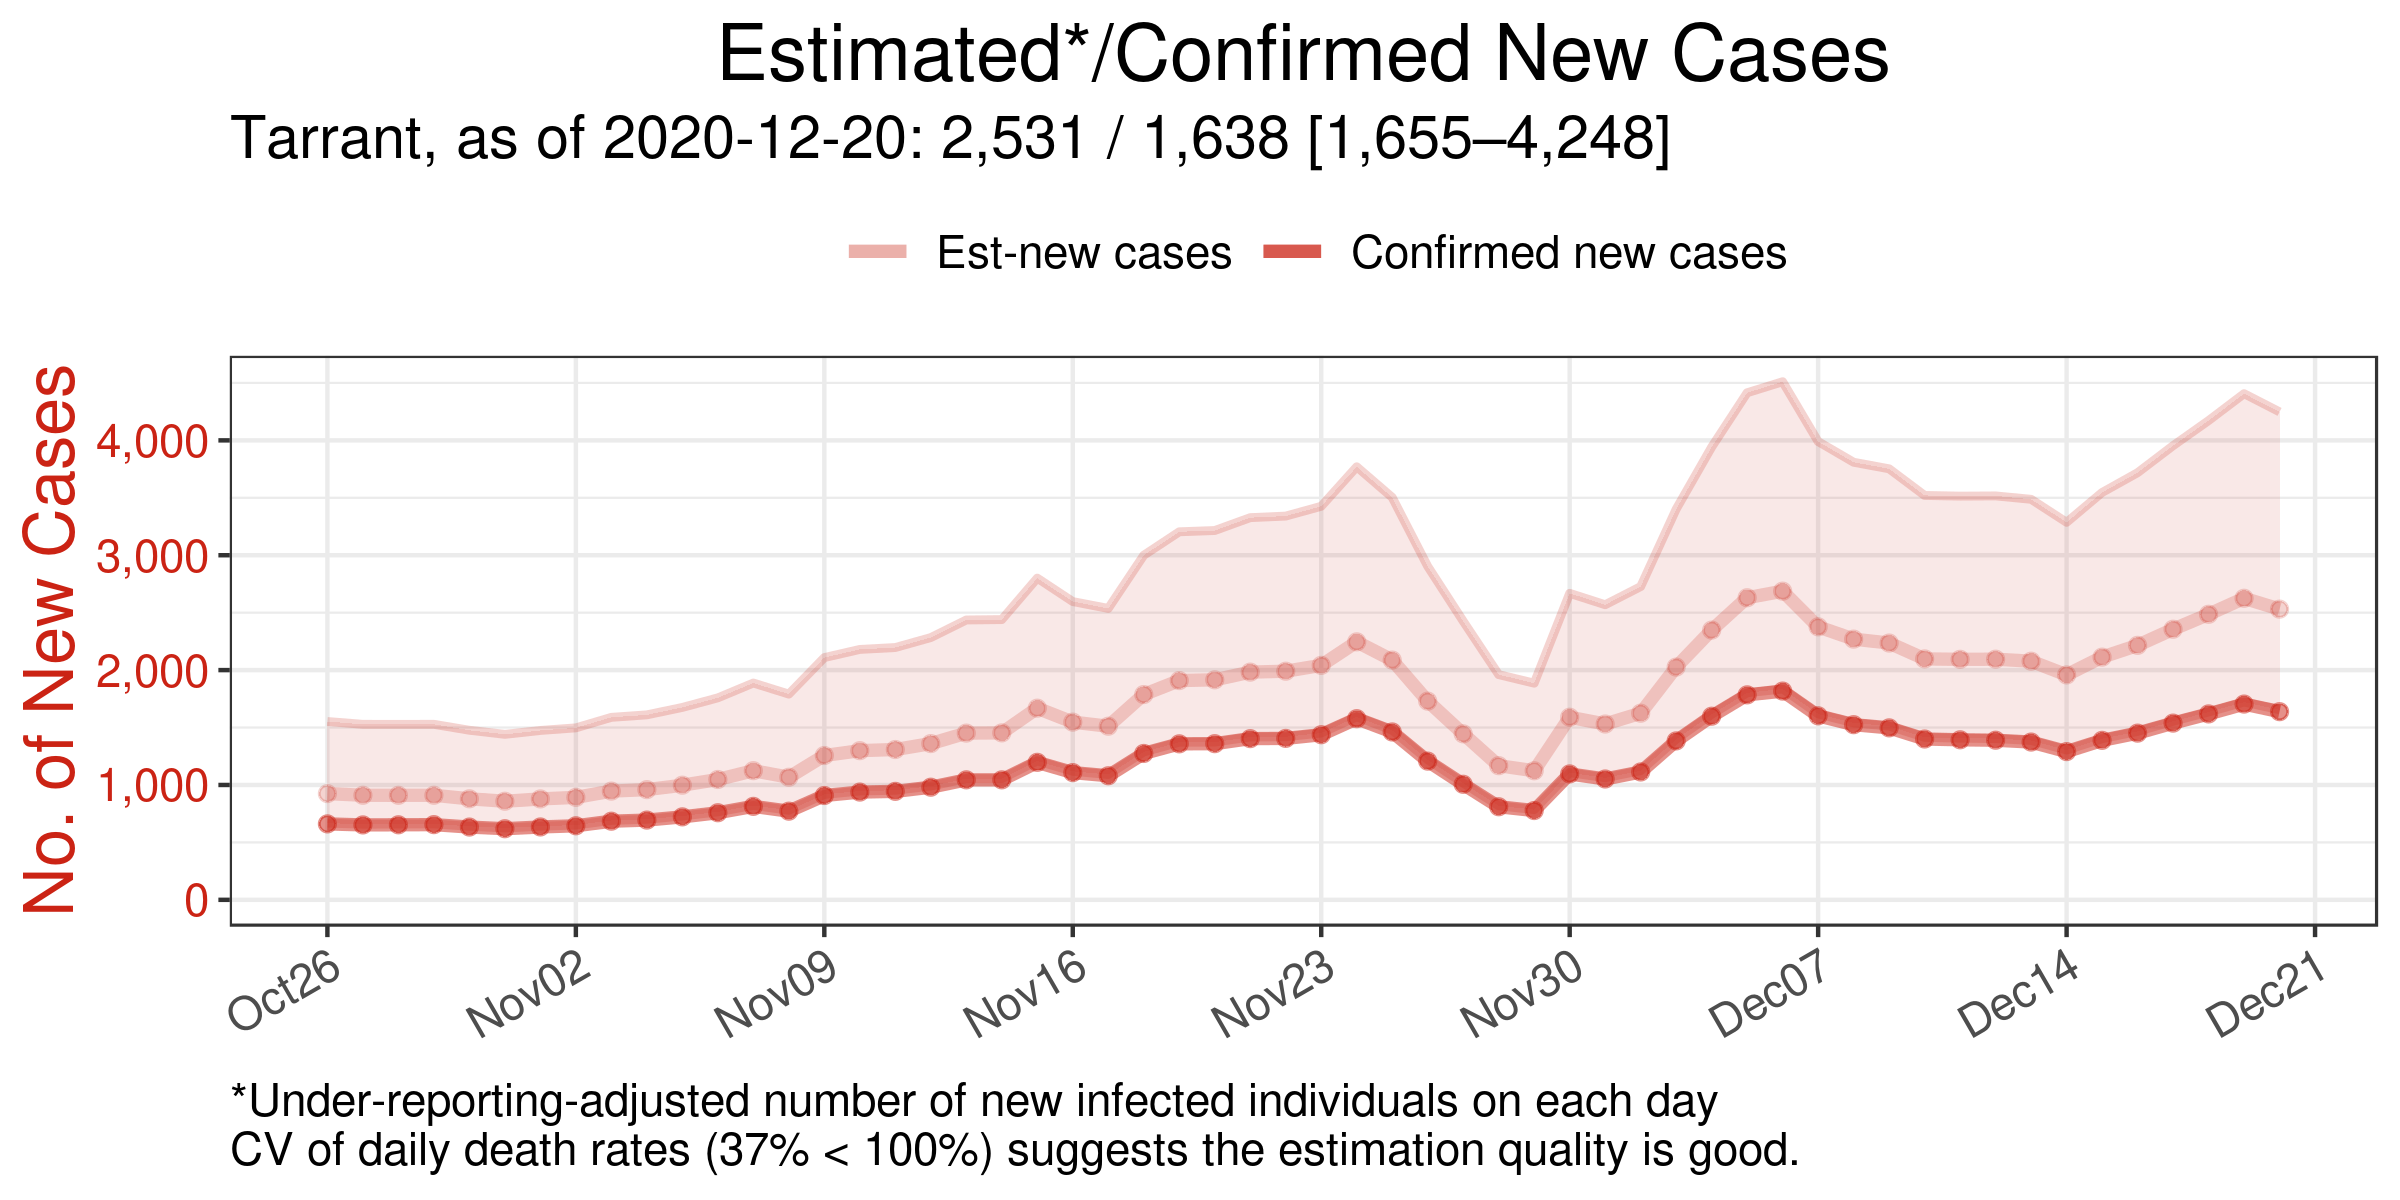 Estimated*/Confirmed New Cases
Tarrant, as of 2020-12-20: 2,531 / 1,638 [1,655–4,248]
Est-new cases
Confirmed new cases
No. of New Cases
4,000
3,000
2,000
1,000
0
Oct26
Nov02
Nov09
Nov16
Nov23
Nov30
Dec07
Dec14
Dec21
*Under-reporting-adjusted number of new infected individuals on each day
CV of daily death rates (37% < 100%) suggests the estimation quality is good.